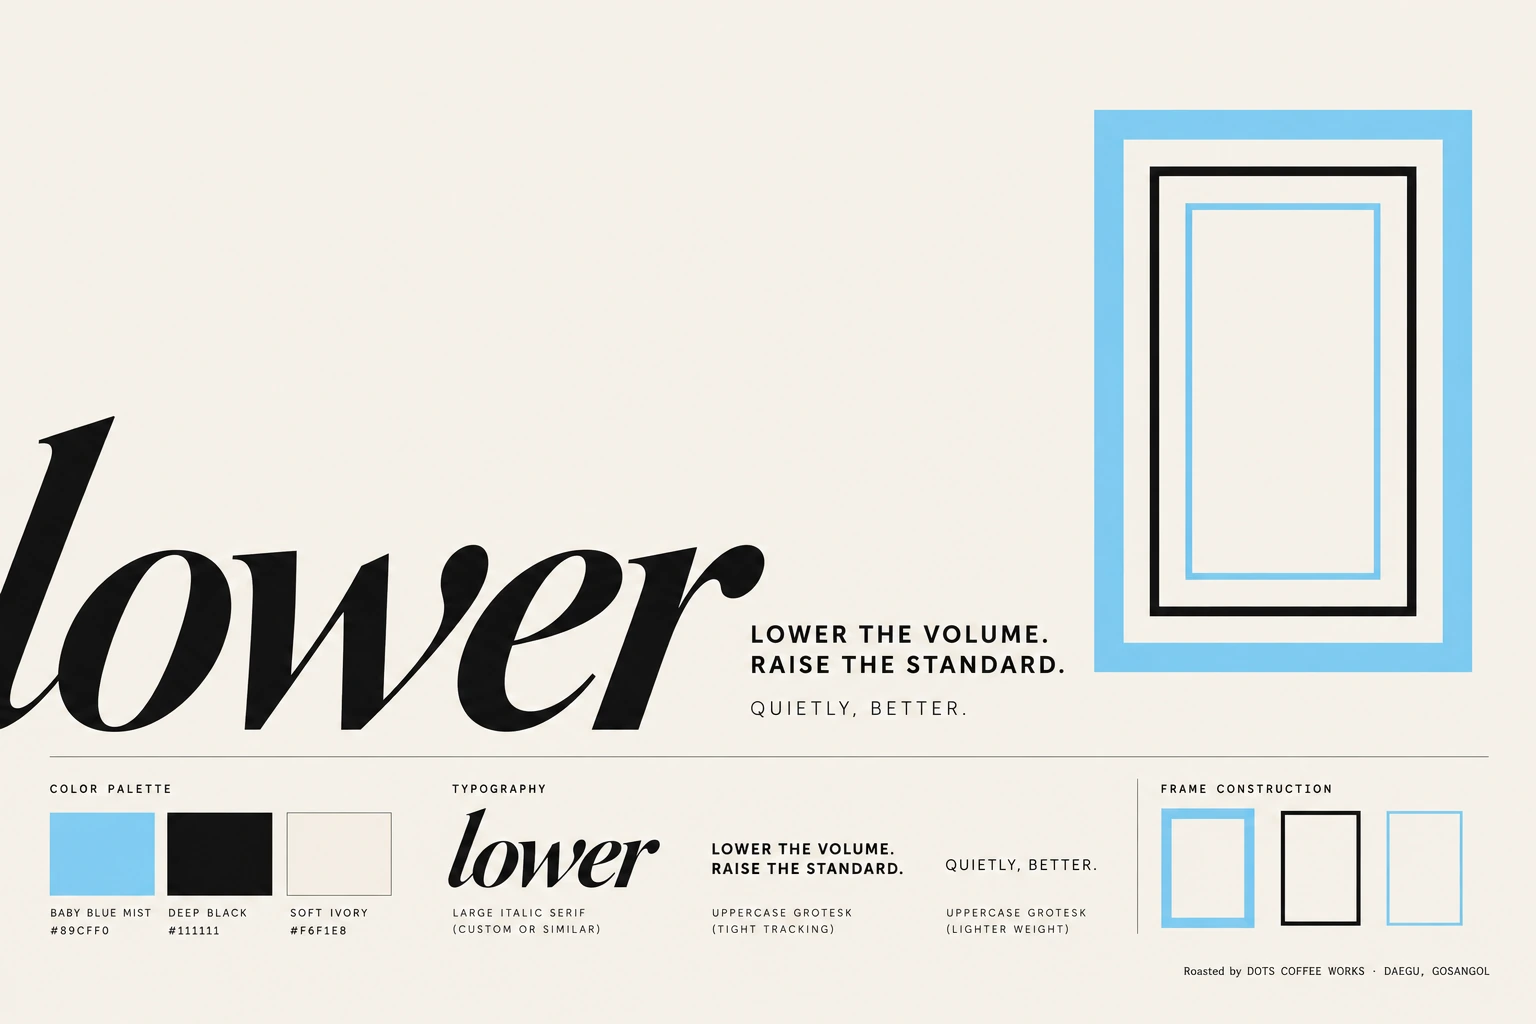 lower
LOWER THE VOLUME.
RAISE THE STANDARD.
QUIETLY, BETTER.
COLOR PALETTE
BABY BLUE MIST
#89CFF0
DEEP BLACK
#111111
SOFT IVORY
#F6F1E8
TYPOGRAPHY
lower
LARGE ITALIC SERIF
(CUSTOM OR SIMILAR)
LOWER THE VOLUME.
RAISE THE STANDARD.
UPPERCASE GROTESK
(TIGHT TRACKING)
QUIETLY, BETTER.
UPPERCASE GROTESK
(LIGHTER WEIGHT)
FRAME CONSTRUCTION
Roasted by DOTS COFFEE WORKS · DAEGU, GOSANGOL